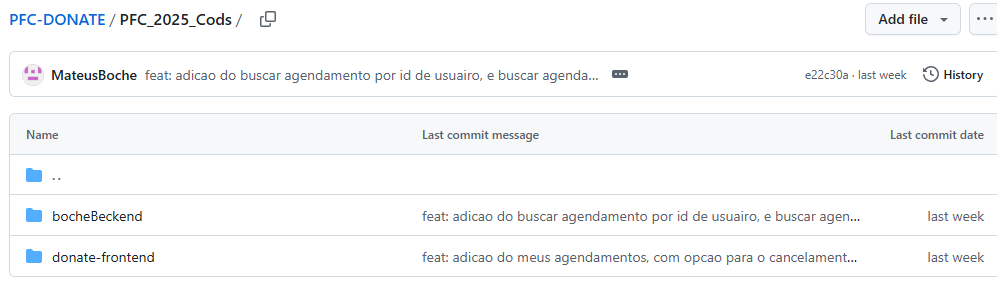 PFC-DONATE / PFC_2025_Cods / Add file ...
MateusBoche feat: adicao do buscar agendamento por id de usuairo, e buscar agenda... e22c30a · last week History
Name Last commit message Last commit date
..
bocheBeckend feat: adicao do buscar agendamento por id de usuairo, e buscar agen... last week
donate-frontend feat: adicao do meus agendamentos, com opcao para o cancelament... last week